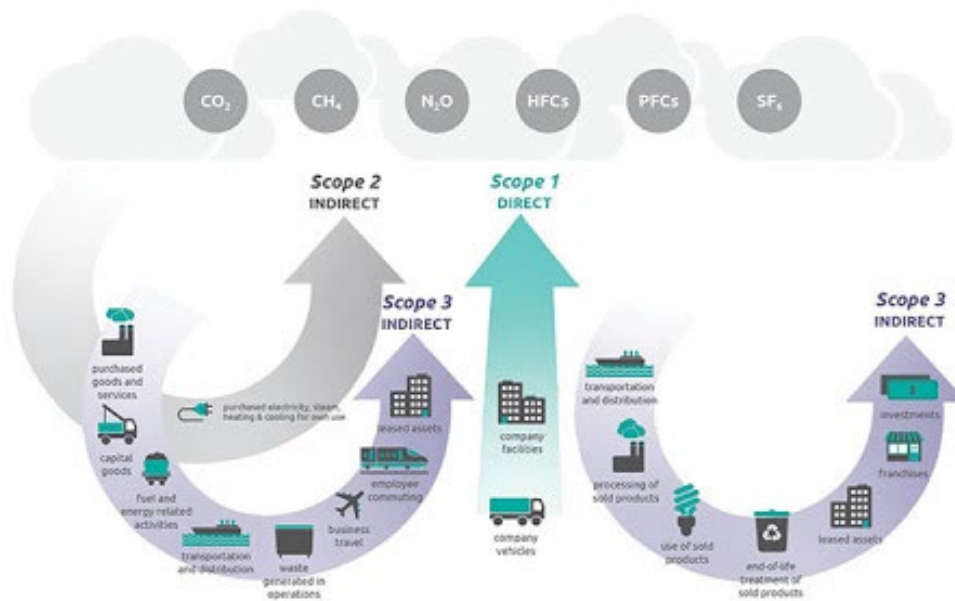 CO₂
CH₄
N₂O
HFCs
PFCs
SF₆
Scope 2
INDIRECT
Scope 1
DIRECT
Scope 3
INDIRECT
Scope 3
INDIRECT
purchased
goods and
services
capital
goods
fuel and
energy related
activities
transportation
and distribution
waste
generated in
operations
business
travel
employee
commuting
leased assets
purchased electricity, steam,
heating & cooling for own use
company
facilities
company
vehicles
transportation
and distribution
processing of
sold products
use of sold
products
end-of-life
treatment of
sold products
leased assets
franchises
investments